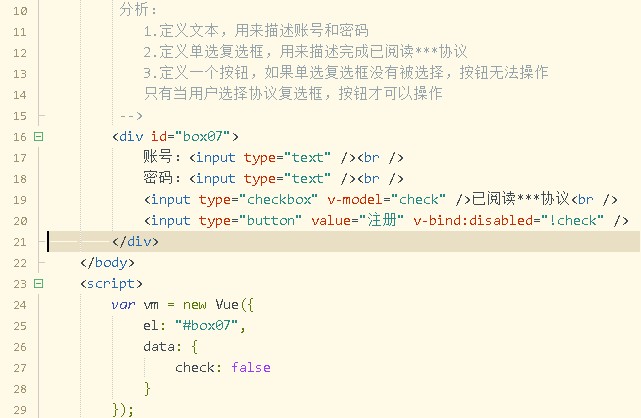 10 分析：
11 1.定义文本，用来描述账号和密码
12 2.定义单选复选框，用来描述完成已阅读***协议
13 3.定义一个按钮，如果单选复选框没有被选择，按钮无法操作
14 只有当用户选择协议复选框，按钮才可以操作
15 -->
16 <div id="box07">
17 账号：<input type="text" /><br />
18 密码：<input type="text" /><br />
19 <input type="checkbox" v-model="check" />已阅读***协议<br />
20 <input type="button" value="注册" v-bind:disabled="!check" />
21 </div>
22 </body>
23 <script>
24 var vm = new Vue({
25 el: "#box07",
26 data: {
27 check: false
28 }
29 });